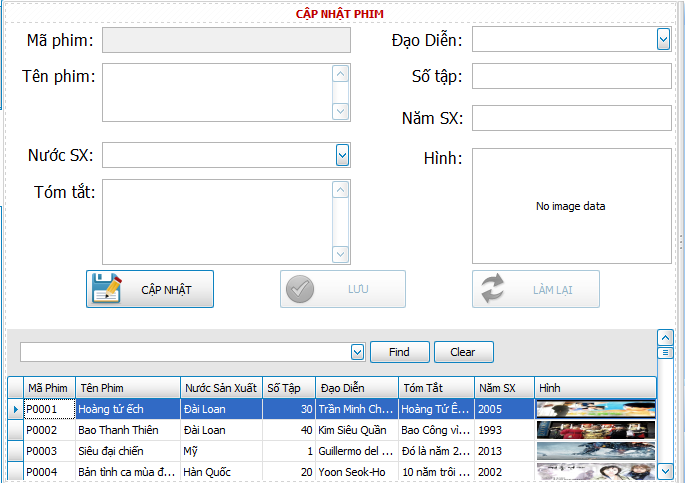 CẬP NHẬT PHIM
Mã phim:
Đạo Diễn:
Tên phim:
Số tập:
Năm SX:
Nước SX:
Hình:
No image data
Tóm tắt:
CẬP NHẬT
LƯU
LÀM LẠI
Find
Clear
Mã Phim Tên Phim Nước Sản Xuất Số Tập Đạo Diễn Tóm Tắt Năm SX Hình
P0001 Hoàng tử ếch Đài Loan 30 Trần Minh Ch... Hoàng Tử Ế... 2005
P0002 Bao Thanh Thiên Đài Loan 40 Kim Siêu Quần Bao Công vi... 1993
P0003 Siêu đại chiến Mỹ 1 Guillermo del ... Đó là năm 2... 2013
P0004 Bản tình ca mùa đ... Hàn Quốc 20 Yoon Seok-Ho 10 năm trôi ... 2002